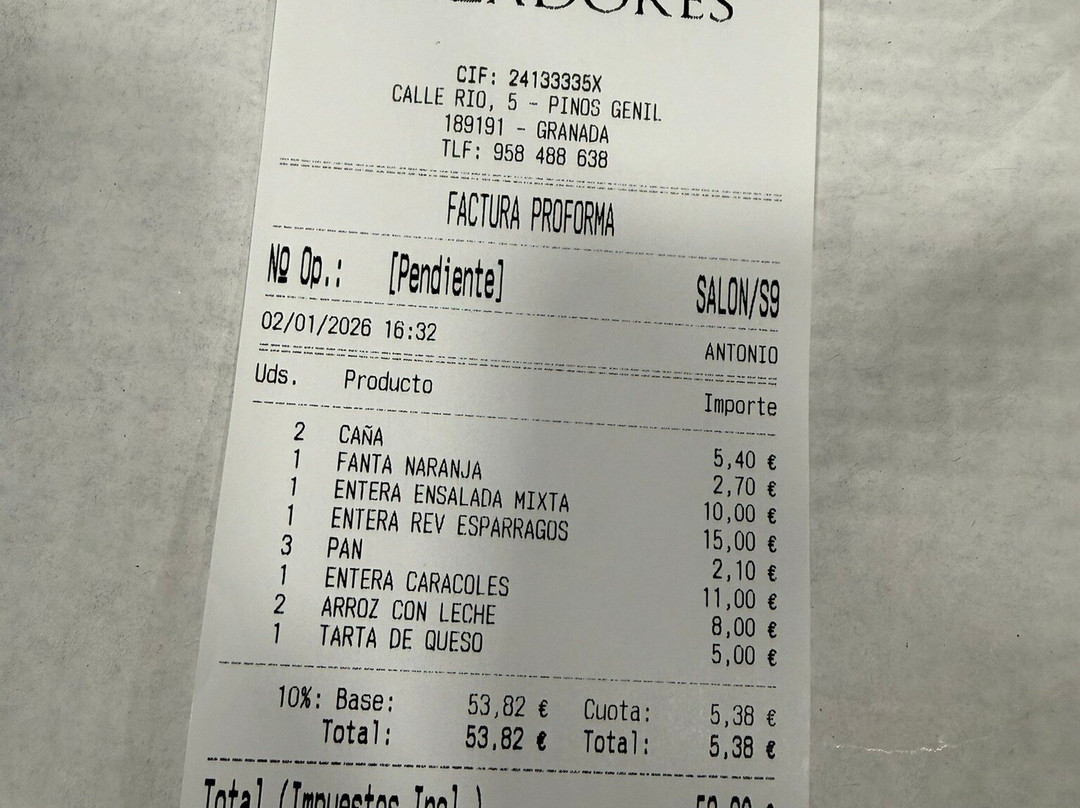 CIF: 24133335X
CALLE RIO, 5 - PINOS GENIL
189191 - GRANADA
TLF: 958 488 638
FACTURA PROFORMA
Nº Op.: [Pendiente] SALON/S9
02/01/2026 16:32 ANTONIO
Uds. Producto Importe
2 CAÑA 5,40 €
1 FANTA NARANJA 2,70 €
1 ENTERA ENSALADA MIXTA 10,00 €
1 ENTERA REV ESPARRAGOS 15,00 €
3 PAN 2,10 €
1 ENTERA CARACOLES 11,00 €
2 ARROZ CON LECHE 8,00 €
1 TARTA DE QUESO 5,00 €
10%: Base: 53,82 € Cuota: 5,38 €
Total: 53,82 € Total: 5,38 €
Total (Impuestos Incl.)